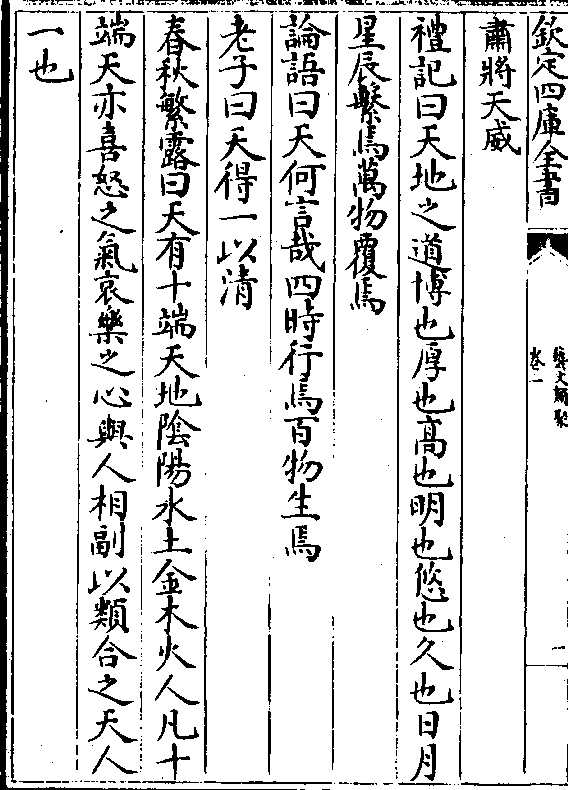 欽定四庫全書
藝文類聚
卷一
一
肅將天威
禮記曰天地之道博也厚也髙也明也悠也久也日月
星辰繫焉萬物覆焉
論語曰天何言哉四時行焉百物生焉
老子曰天得一以清
春秋繁露曰天有十端天地隂陽水土金木火人凡十
端天亦喜怒之氣哀樂之心與人相副以類合之天人
一也